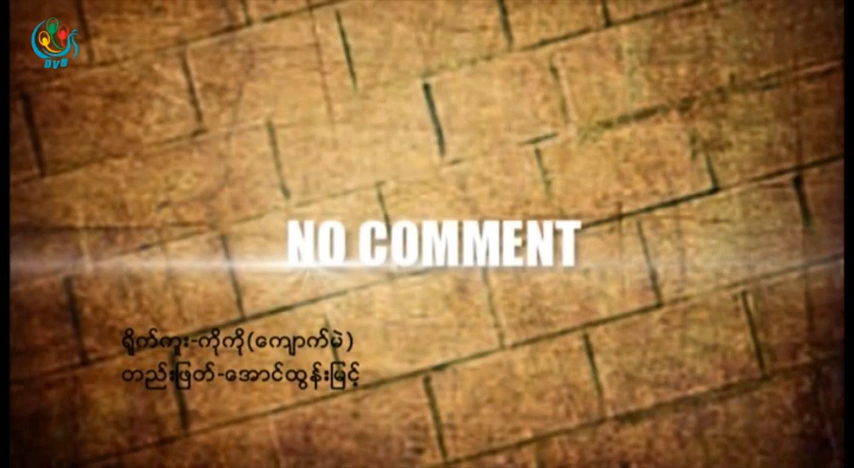 DVB
NO COMMENT
ရိုက်ကူး-ကိုကို(ကျောက်မဲ)
တည်းဖြတ်-အောင်ထွန်းမြင့်